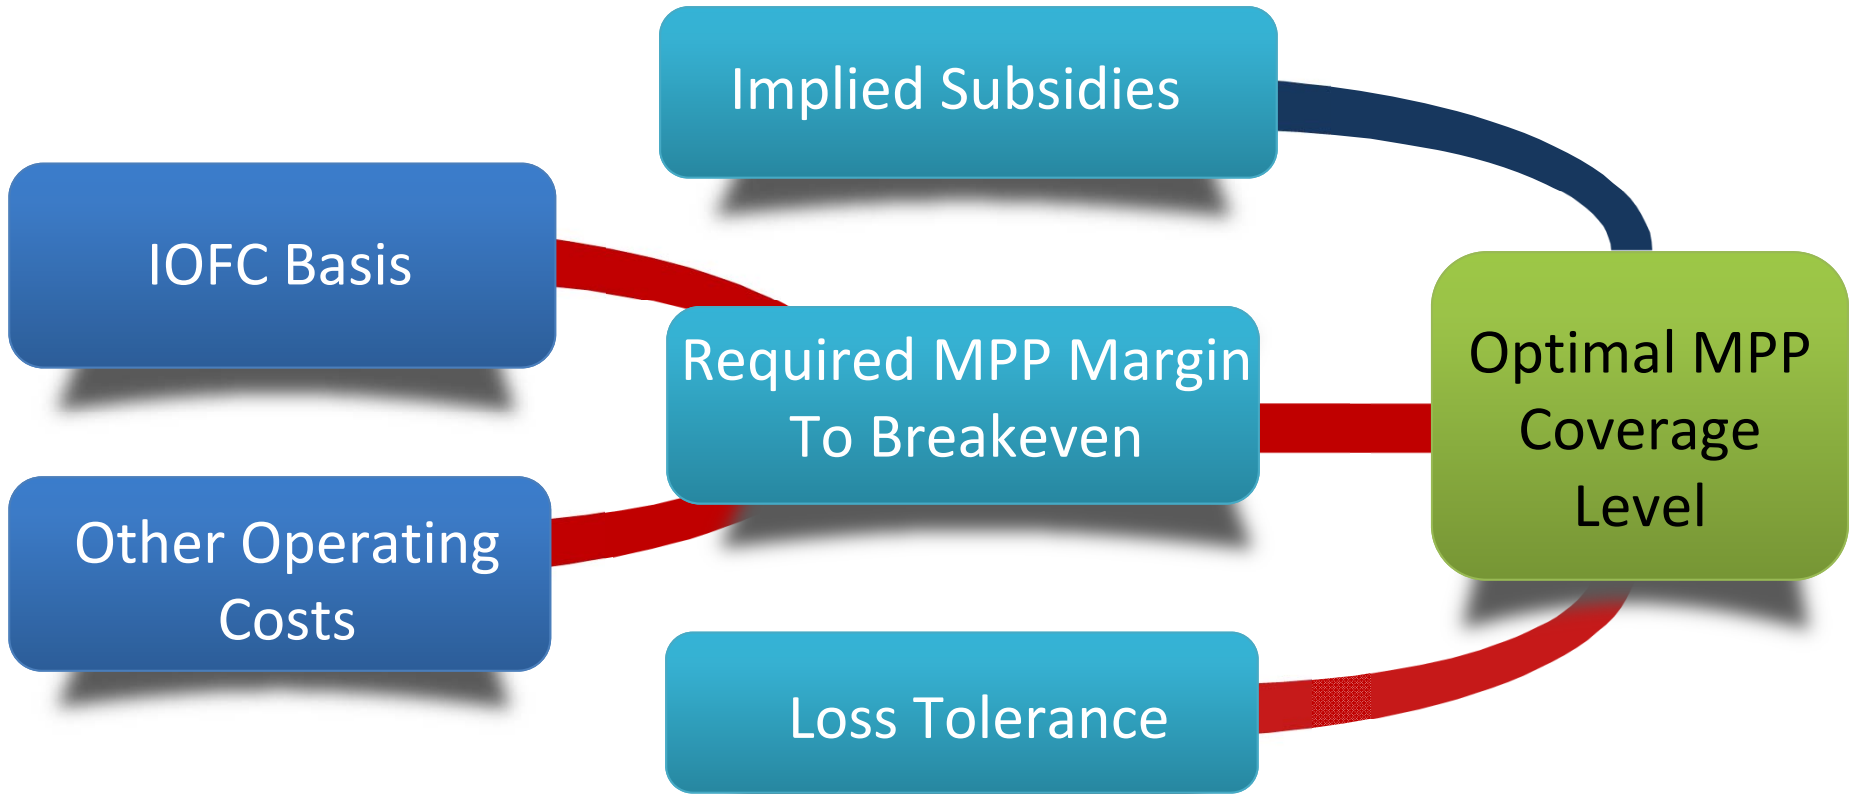 Implied Subsidies
IOFC Basis
Required MPP Margin
To Breakeven
Optimal MPP
Coverage
Level
Other Operating
Costs
Loss Tolerance